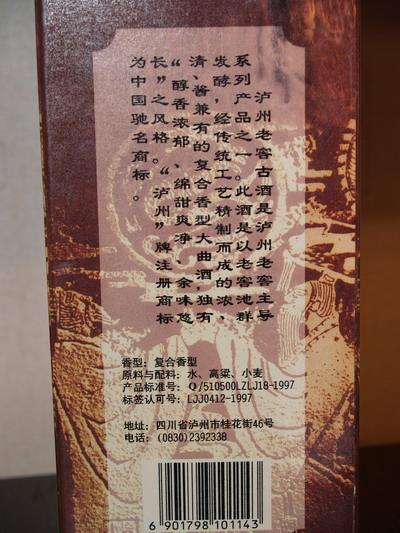 泸州老窖古酒是泸州老窖主导
系列产品之一。此酒是以老窖池群
发酵，经传统工艺精制而成的浓、
清、酱兼有的复合香型大曲酒，独有
“醇香浓郁、绵甜爽净、余味悠
长”之风格。“泸州”牌注册商标
为中国驰名商标。
香型：复合香型
原料与配料：水、高粱、小麦
产品标准号：Q/510500LZLJ18-1997
标签认可号：LJJ0412-1997
地址：四川省泸州市桂花街46号
电话：(0830)2392338
6 901798 101143